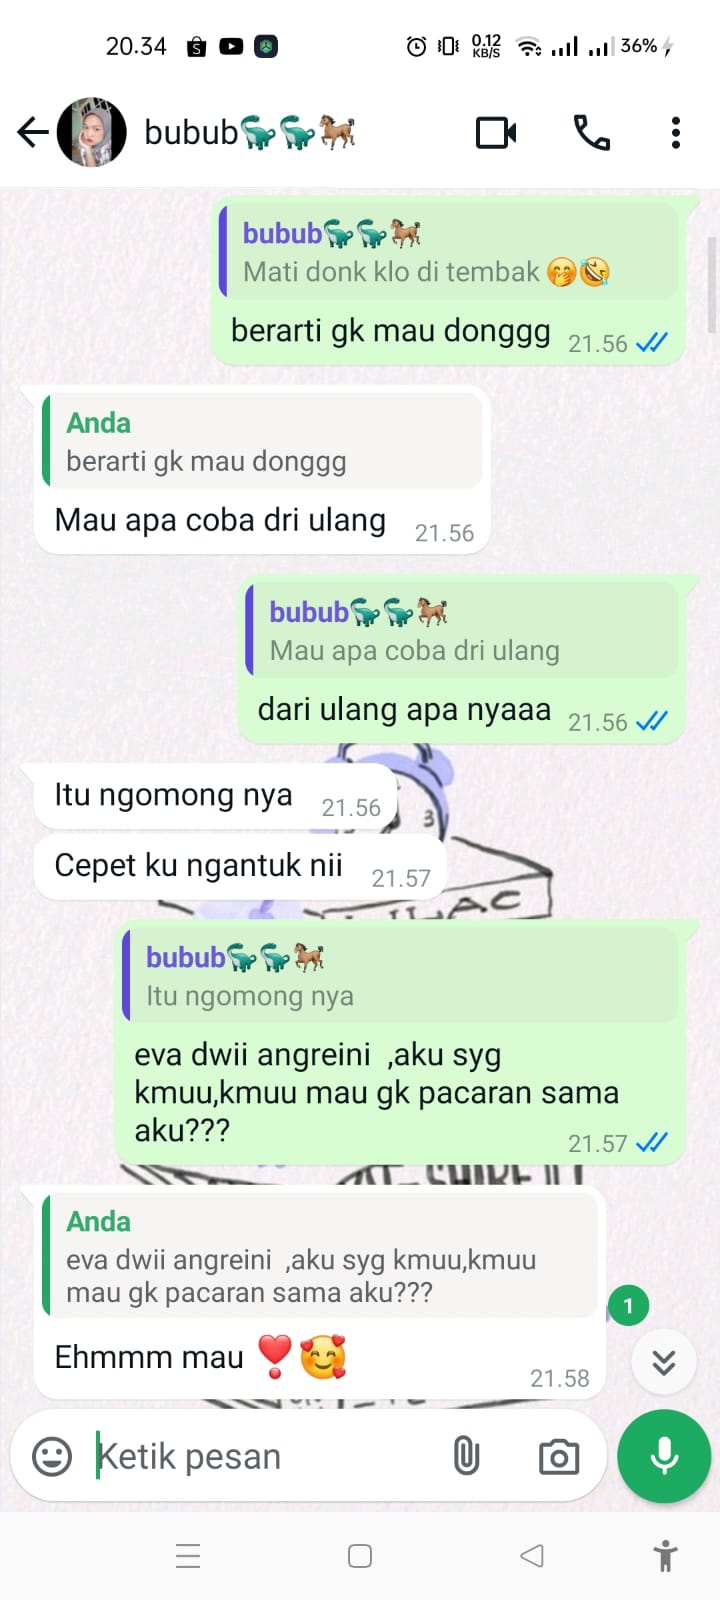 20.34
0.12
KB/S
36%
bubub🦕🦕🐎
bubub🦕🦕🐎
Mati donk klo di tembak 🤭🤣
berarti gk mau donggg 21.56
Anda
berarti gk mau donggg
Mau apa coba dri ulang 21.56
bubub🦕🦕🐎
Mau apa coba dri ulang
dari ulang apa nyaaa 21.56
Itu ngomong nya 21.56
Cepet ku ngantuk nii 21.57
bubub🦕🦕🐎
Itu ngomong nya
eva dwii angreini ,aku syg
kmuu,kmuu mau gk pacaran sama
aku???
21.57
Anda
eva dwii angreini ,aku syg kmuu,kmuu
mau gk pacaran sama aku???
1
Ehmmm mau ❣️🥰
21.58
Ketik pesan